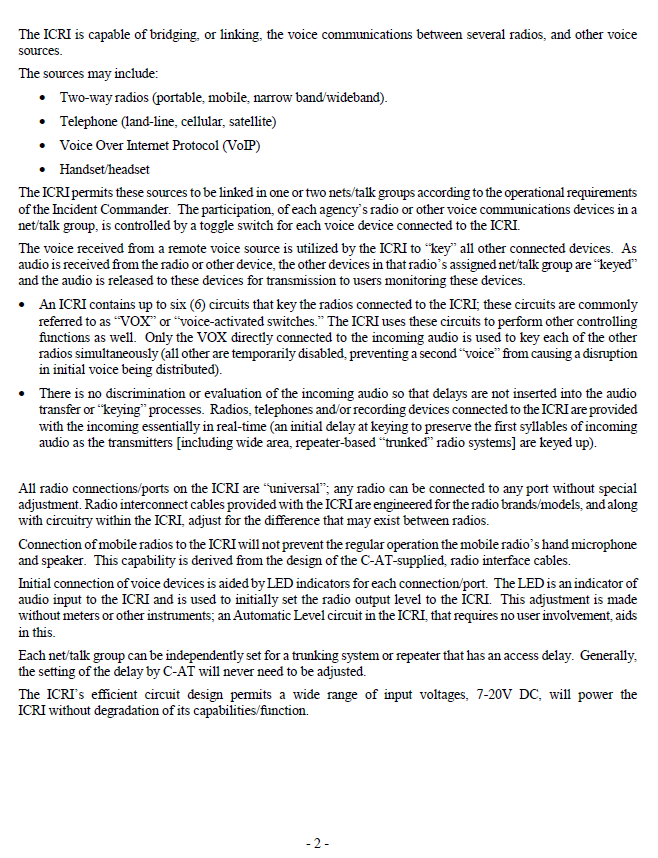 The ICRI is capable of bridging, or linking, the voice communications between several radios, and other voice
sources.
The sources may include:
• Two-way radios (portable, mobile, narrow band/wideband).
• Telephone (land-line, cellular, satellite)
• Voice Over Internet Protocol (VoIP)
• Handset/headset
The ICRI permits these sources to be linked in one or two nets/talk groups according to the operational requirements
of the Incident Commander. The participation, of each agency's radio or other voice communications devices in a
net/talk group, is controlled by a toggle switch for each voice device connected to the ICRI.
The voice received from a remote voice source is utilized by the ICRI to “key” all other connected devices. As
audio is received from the radio or other device, the other devices in that radio's assigned net/talk group are “keyed”
and the audio is released to these devices for transmission to users monitoring these devices.
• An ICRI contains up to six (6) circuits that key the radios connected to the ICRI; these circuits are commonly
referred to as “VOX” or “voice-activated switches.” The ICRI uses these circuits to perform other controlling
functions as well. Only the VOX directly connected to the incoming audio is used to key each of the other
radios simultaneously (all other are temporarily disabled, preventing a second “voice” from causing a disruption
in initial voice being distributed).
• There is no discrimination or evaluation of the incoming audio so that delays are not inserted into the audio
transfer or “keying” processes. Radios, telephones and/or recording devices connected to the ICRI are provided
with the incoming essentially in real-time (an initial delay at keying to preserve the first syllables of incoming
audio as the transmitters [including wide area, repeater-based “trunked” radio systems] are keyed up).
All radio connections/ports on the ICRI are “universal”; any radio can be connected to any port without special
adjustment. Radio interconnect cables provided with the ICRI are engineered for the radio brands/models, and along
with circuitry within the ICRI, adjust for the difference that may exist between radios.
Connection of mobile radios to the ICRI will not prevent the regular operation the mobile radio's hand microphone
and speaker. This capability is derived from the design of the C-AT-supplied, radio interface cables.
Initial connection of voice devices is aided by LED indicators for each connection/port. The LED is an indicator of
audio input to the ICRI and is used to initially set the radio output level to the ICRI. This adjustment is made
without meters or other instruments; an Automatic Level circuit in the ICRI, that requires no user involvement, aids
in this.
Each net/talk group can be independently set for a trunking system or repeater that has an access delay. Generally,
the setting of the delay by C-AT will never need to be adjusted.
The ICRI's efficient circuit design permits a wide range of input voltages, 7-20V DC, will power the
ICRI without degradation of its capabilities/function.
- 2 -